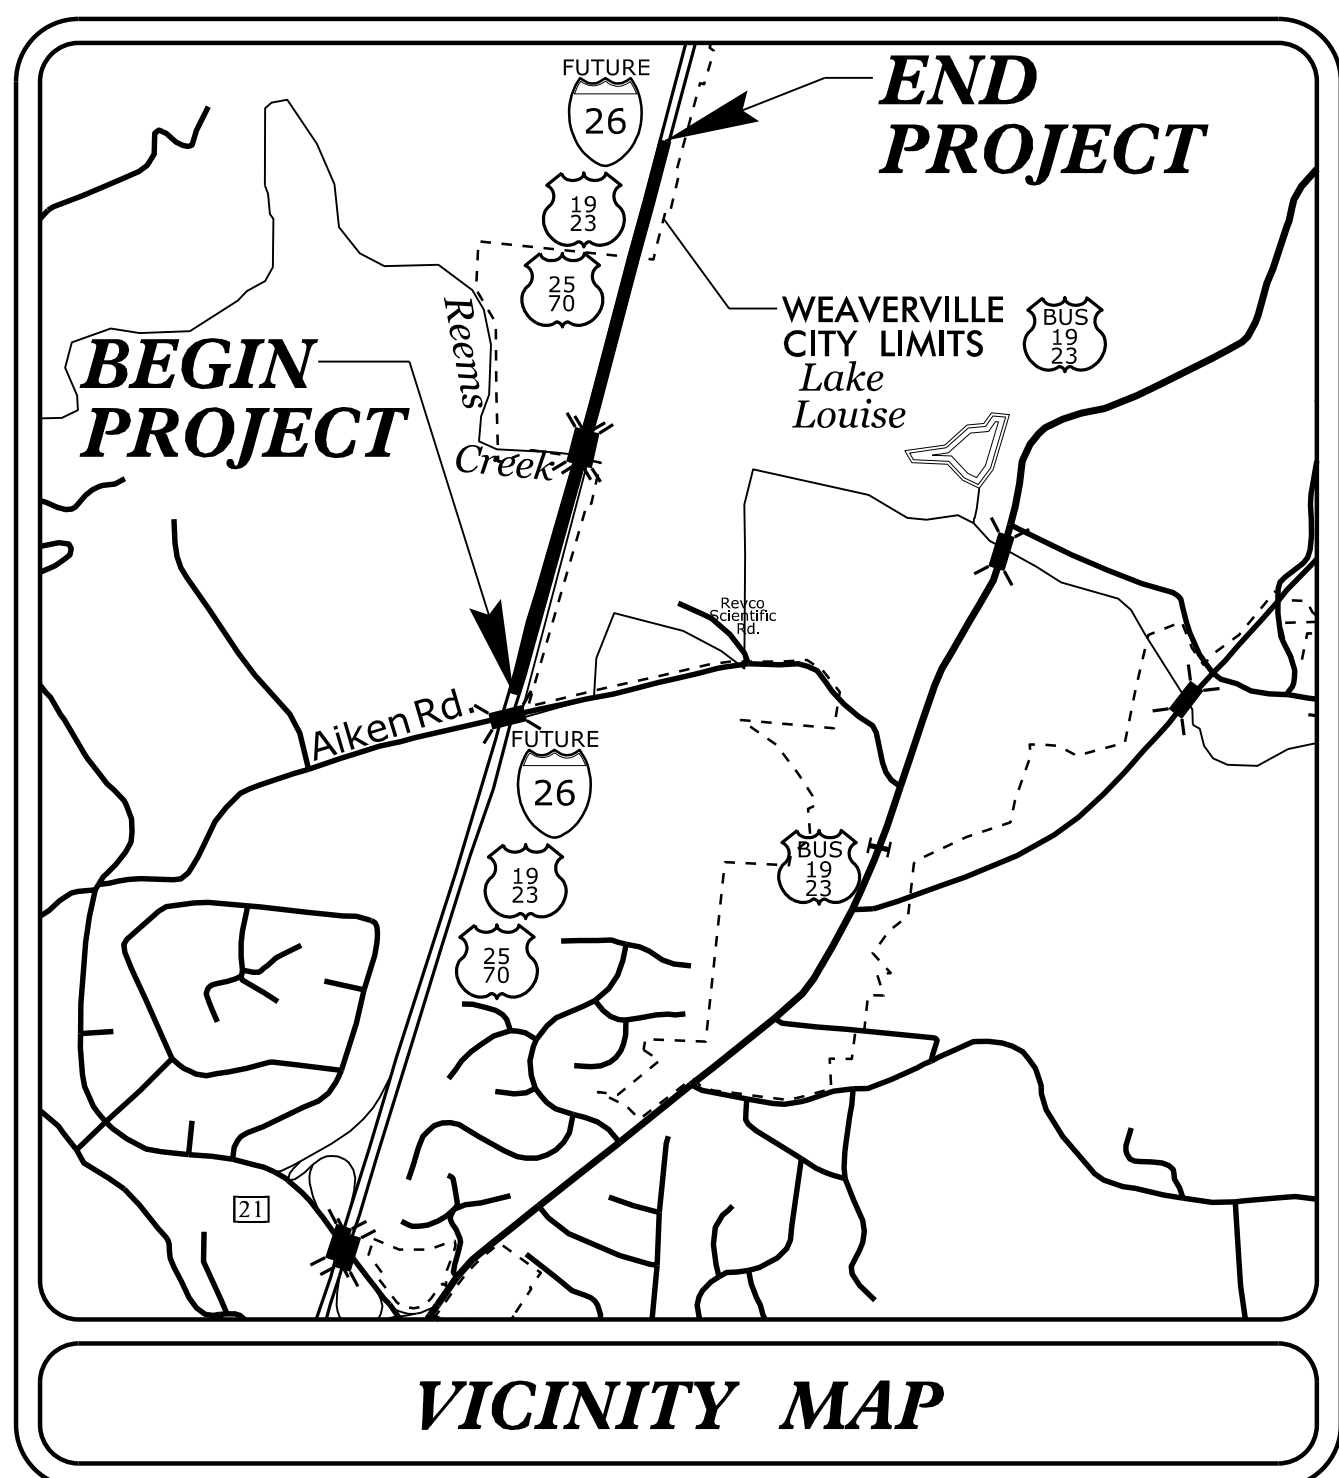 FUTURE
26
19
23
25
70
END
PROJECT
WEAVERVILLE
CITY LIMITS
BUS
19
23
Lake
Louise
BEGIN
PROJECT
Reems
Creek
Revco
Scientific
Rd.
Aiken Rd.
FUTURE
26
19
23
25
70
BUS
19
23
21
VICINITY MAP